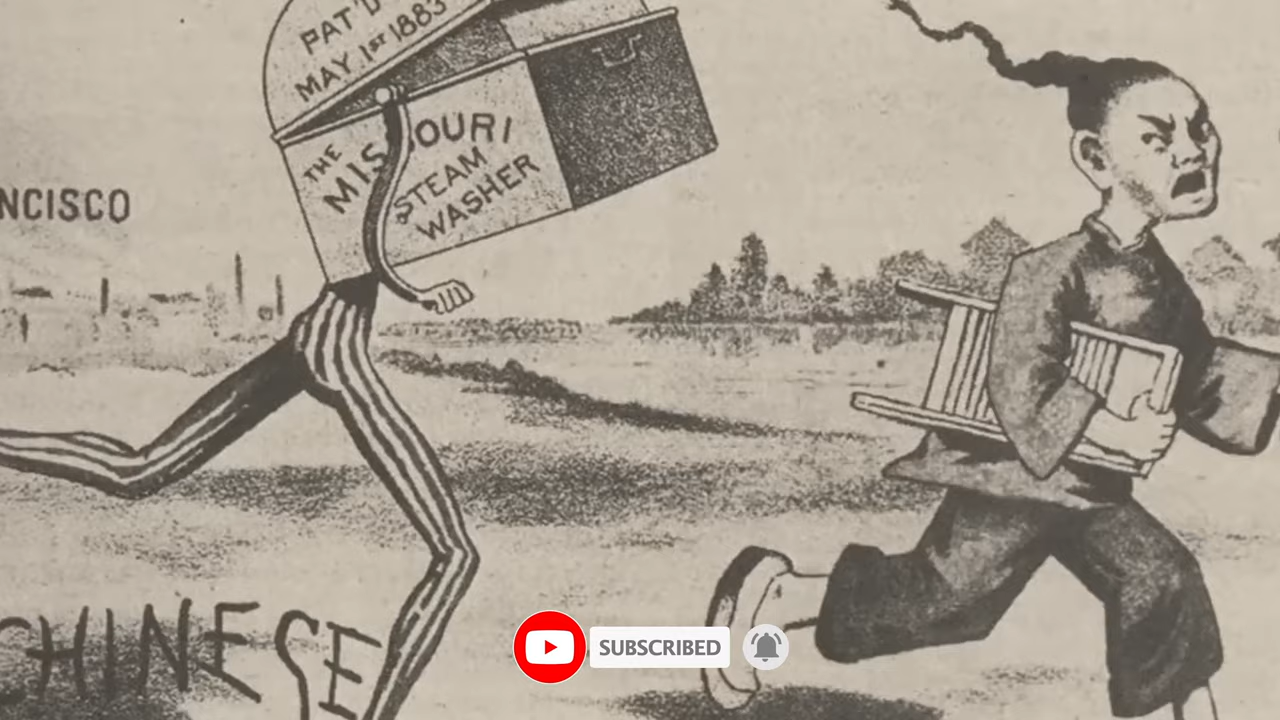 PAT'D
MAY 1ST 1883
THE
MISSOURI
STEAM
WASHER
NCISCO
CHINESE
SUBSCRIBED